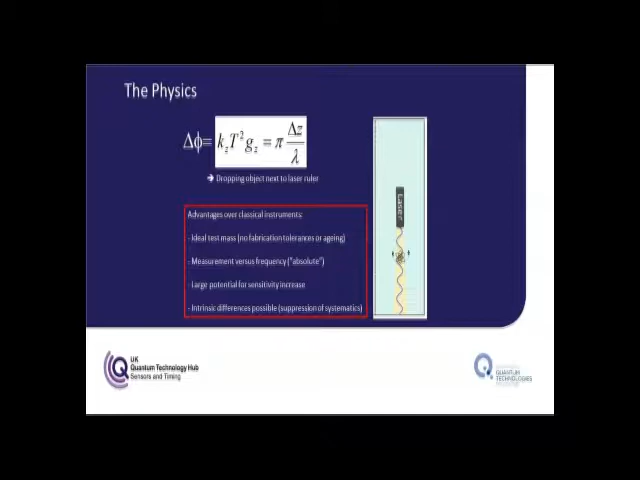 The Physics
Δϕ= k_z T² g_z = π Δz/λ
➔ Dropping object next to laser ruler
Advantages over classical instruments:
- Ideal test mass (no fabrication tolerances or ageing)
- Measurement versus frequency ("absolute")
- Large potential for sensitivity increase
- Intrinsic differences possible (suppression of systematics)
Laser
UK
Quantum Technology Hub
Sensors and Timing
QUANTUM
TECHNOLOGIES